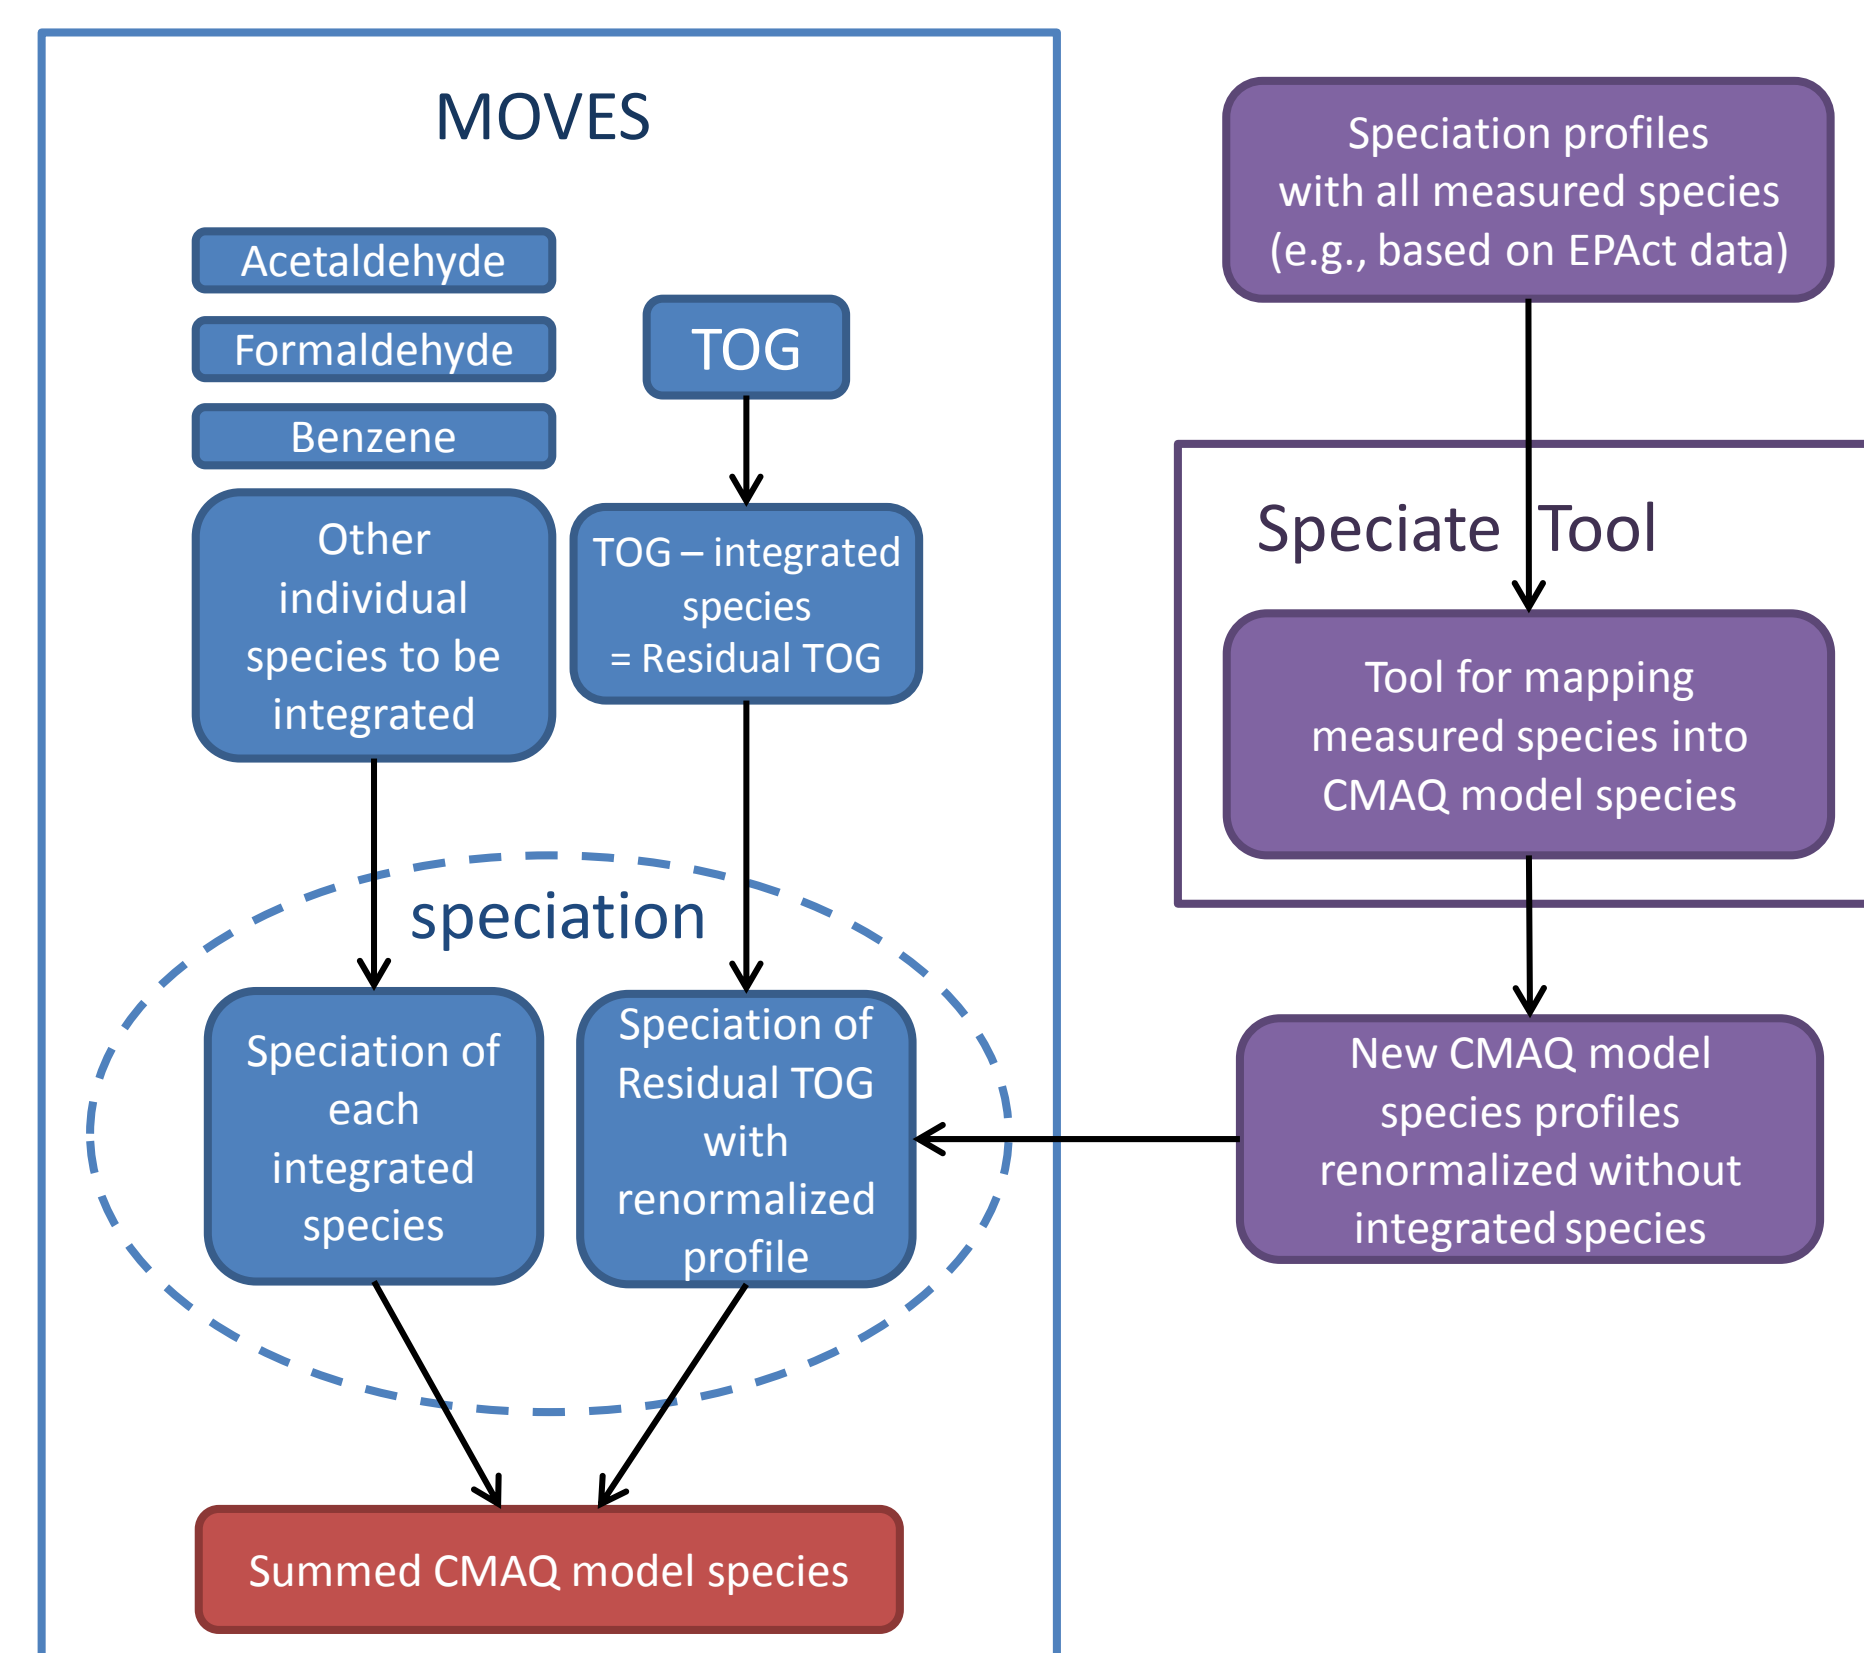 MOVES
Acetaldehyde
Formaldehyde
Benzene
Other
individual
species to be
integrated
TOG
TOG – integrated
species
= Residual TOG
speciation
Speciation of
each
integrated
species
Speciation of
Residual TOG
with
renormalized
profile
Summed CMAQ model species
Speciation profiles
with all measured species
(e.g., based on EPAct data)
Speciate Tool
Tool for mapping
measured species into
CMAQ model species
New CMAQ model
species profiles
renormalized without
integrated species